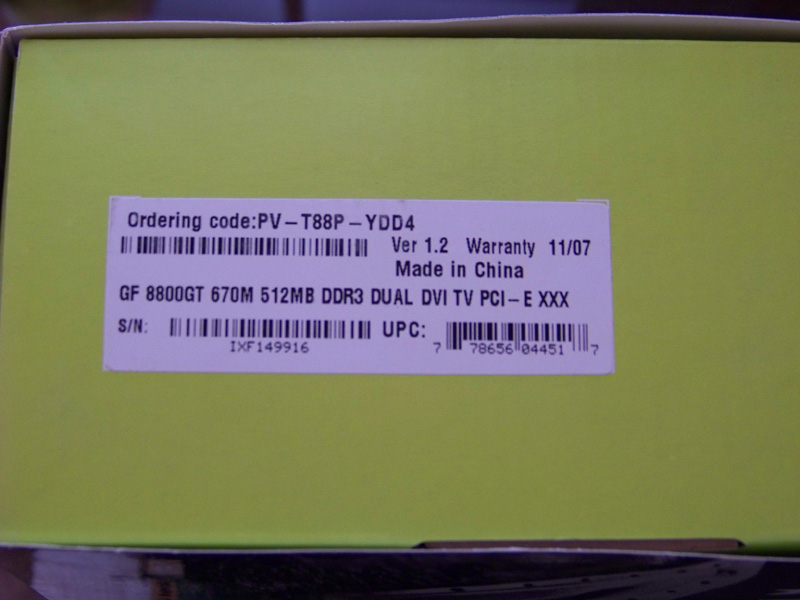 Ordering code:PV-T88P-YDD4
Ver 1.2 Warranty 11/07
Made in China
GF 8800GT 670M 512MB DDR3 DUAL DVI TV PCI-E XXX
S/N: UPC:
IXF149916 7 78656 04451 7